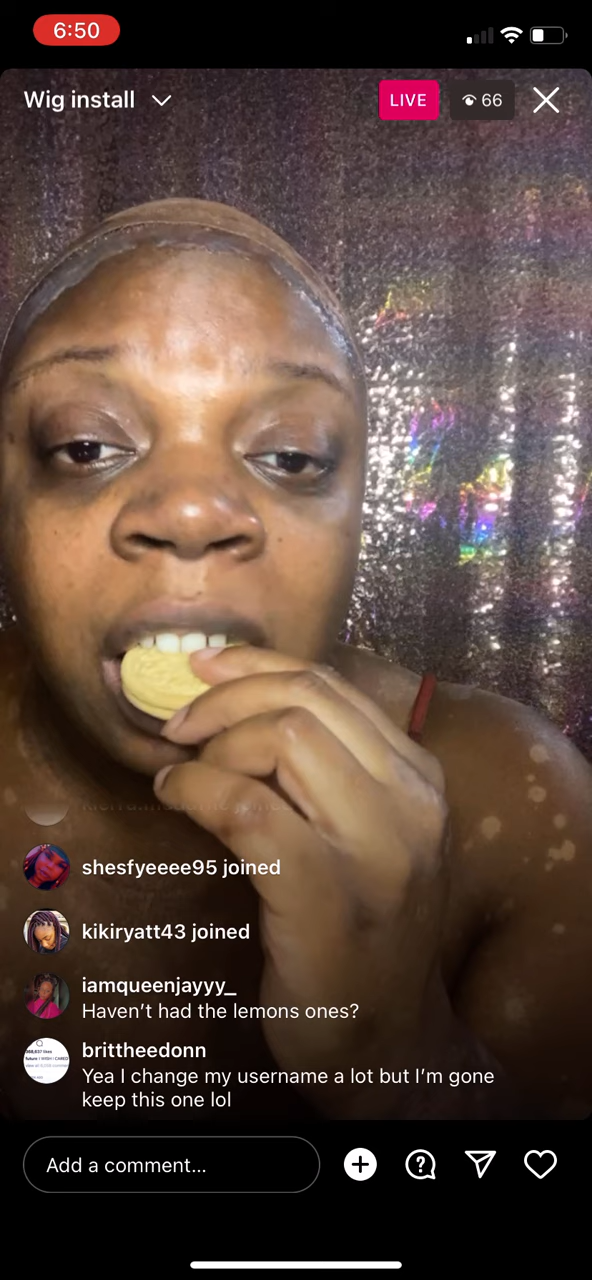 6:50
Wig install
LIVE
66
shesfyeeee95 joined
kikiryatt43 joined
iamqueenjayyy_
Haven’t had the lemons ones?
brittheedonn
Yea I change my username a lot but I’m gone
keep this one lol
Add a comment...